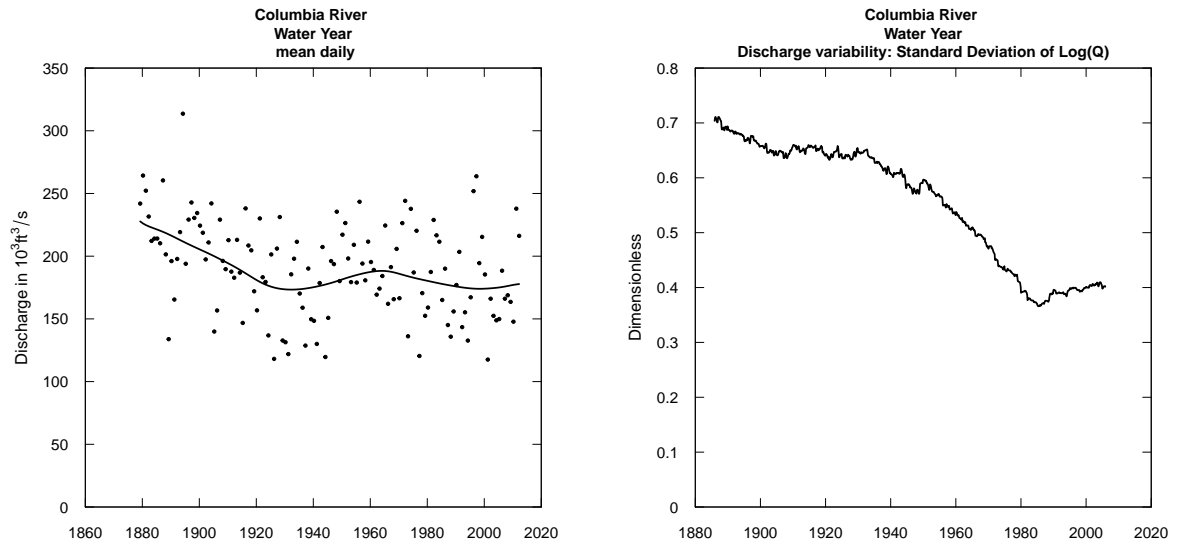 Columbia River
Water Year
mean daily
350
300
250
200
150
100
50
0
Discharge in 10³ft³/s
1860 1880 1900 1920 1940 1960 1980 2000 2020
Columbia River
Water Year
Discharge variability: Standard Deviation of Log(Q)
0.8
0.7
0.6
0.5
0.4
0.3
0.2
0.1
0
Dimensionless
1880 1900 1920 1940 1960 1980 2000 2020